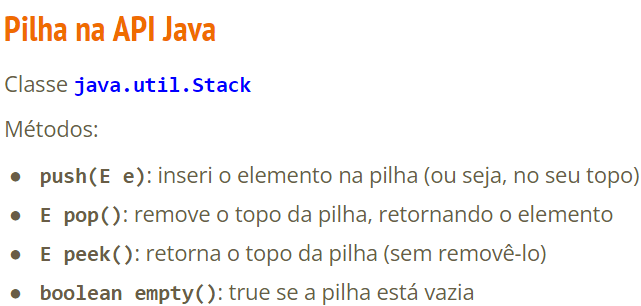 Pilha na API Java
Classe java.util.Stack
Métodos:
● push(E e): inseri o elemento na pilha (ou seja, no seu topo)
● E pop(): remove o topo da pilha, retornando o elemento
● E peek(): retorna o topo da pilha (sem removê-lo)
● boolean empty(): true se a pilha está vazia